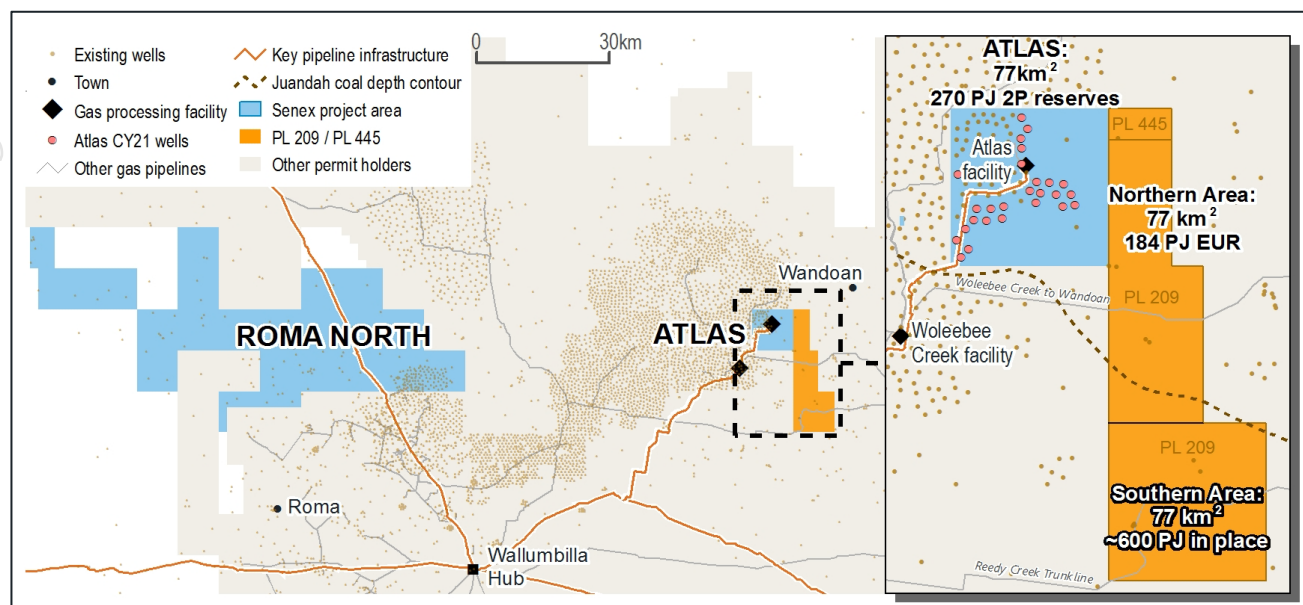 Existing wells
Town
Gas processing facility
Atlas CY21 wells
Other gas pipelines
Key pipeline infrastructure
Juandah coal depth contour
Senex project area
PL 209 / PL 445
Other permit holders
0 30km
ROMA NORTH
ATLAS
Wandoan
Roma
Wallumbilla
Hub
ATLAS:
77km²
270 PJ 2P reserves
PL 445
Atlas
facility
Northern Area:
77 km²
184 PJ EUR
Woleebee Creek to Wandoan
PL 209
Woleebee
Creek facility
PL 209
Southern Area:
77 km²
~600 PJ in place
Reedy Creek Trunkline